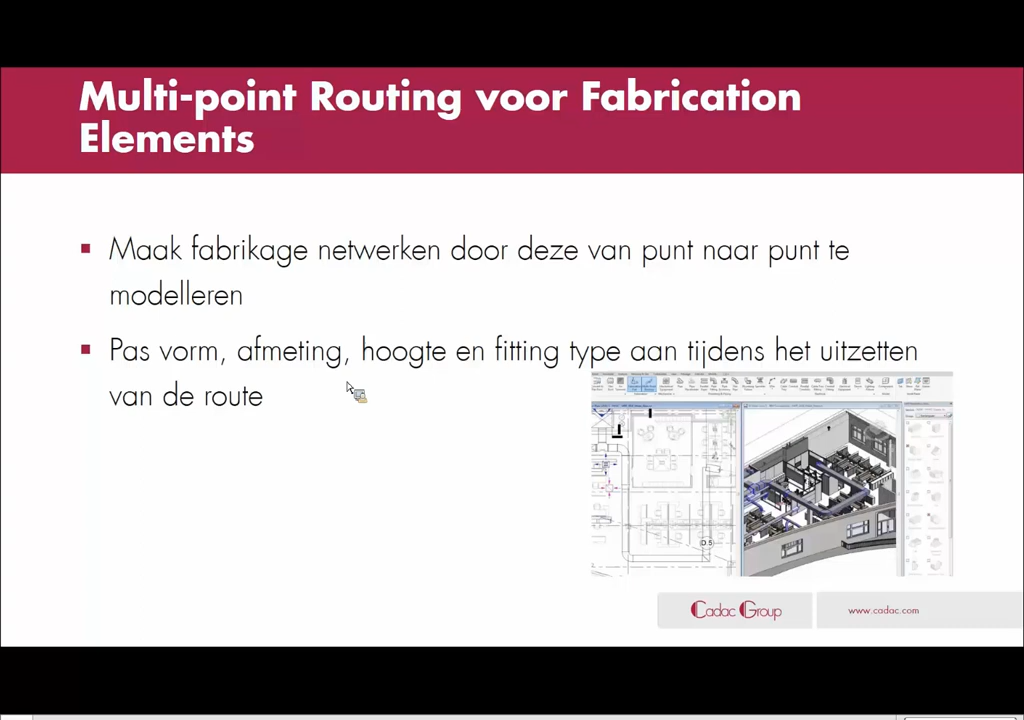 Multi-point Routing voor Fabrication
Elements
Maak fabrikage netwerken door deze van punt naar punt te
modelleren
Pas vorm, afmeting, hoogte en fitting type aan tijdens het uitzetten
van de route
D.5
Cadac Group
www.cadac.com